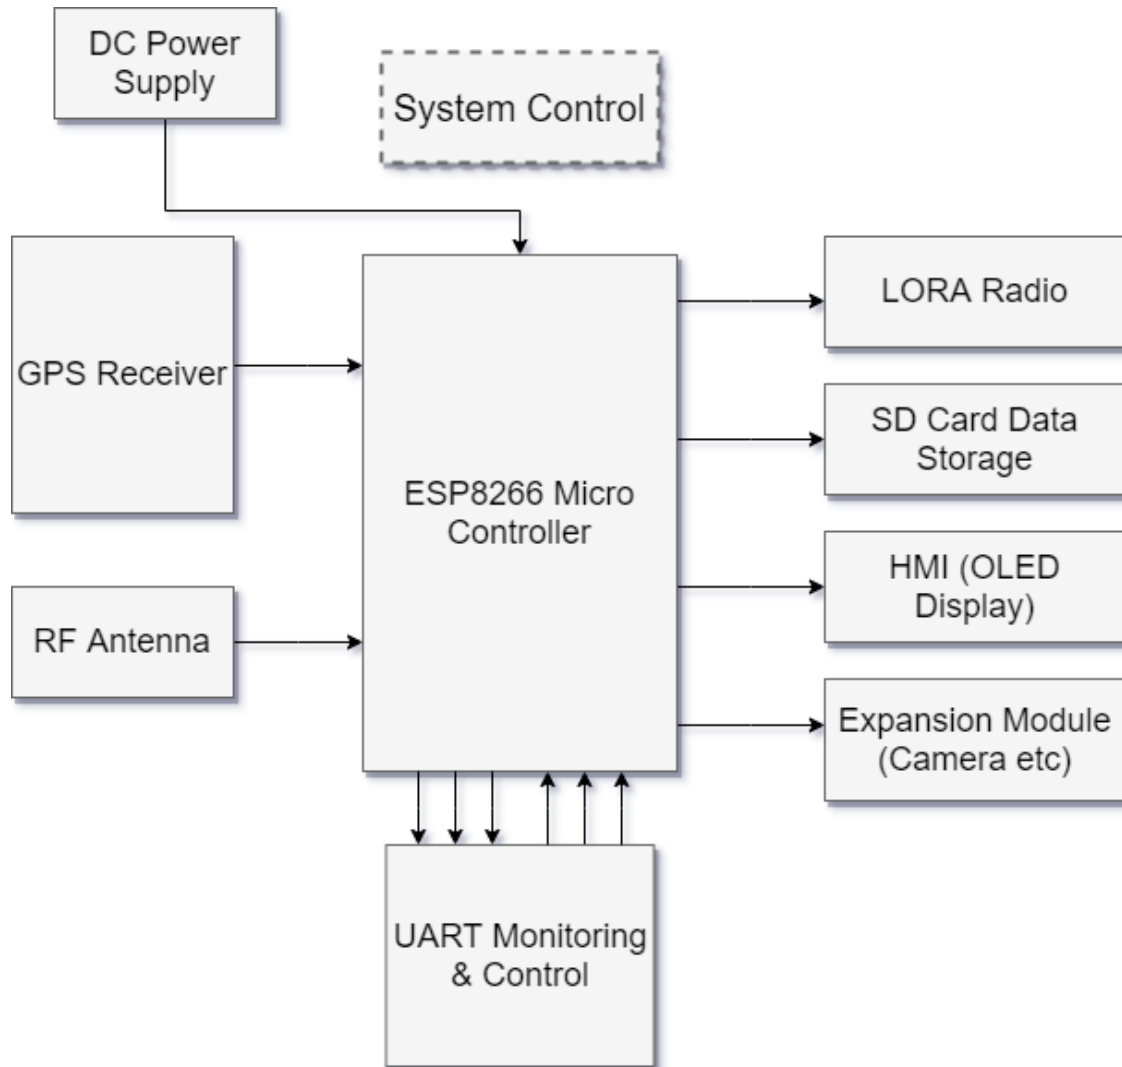 DC Power
Supply
System Control
GPS Receiver
LORA Radio
SD Card Data
Storage
ESP8266 Micro
Controller
HMI (OLED
Display)
RF Antenna
Expansion Module
(Camera etc)
UART Monitoring
& Control